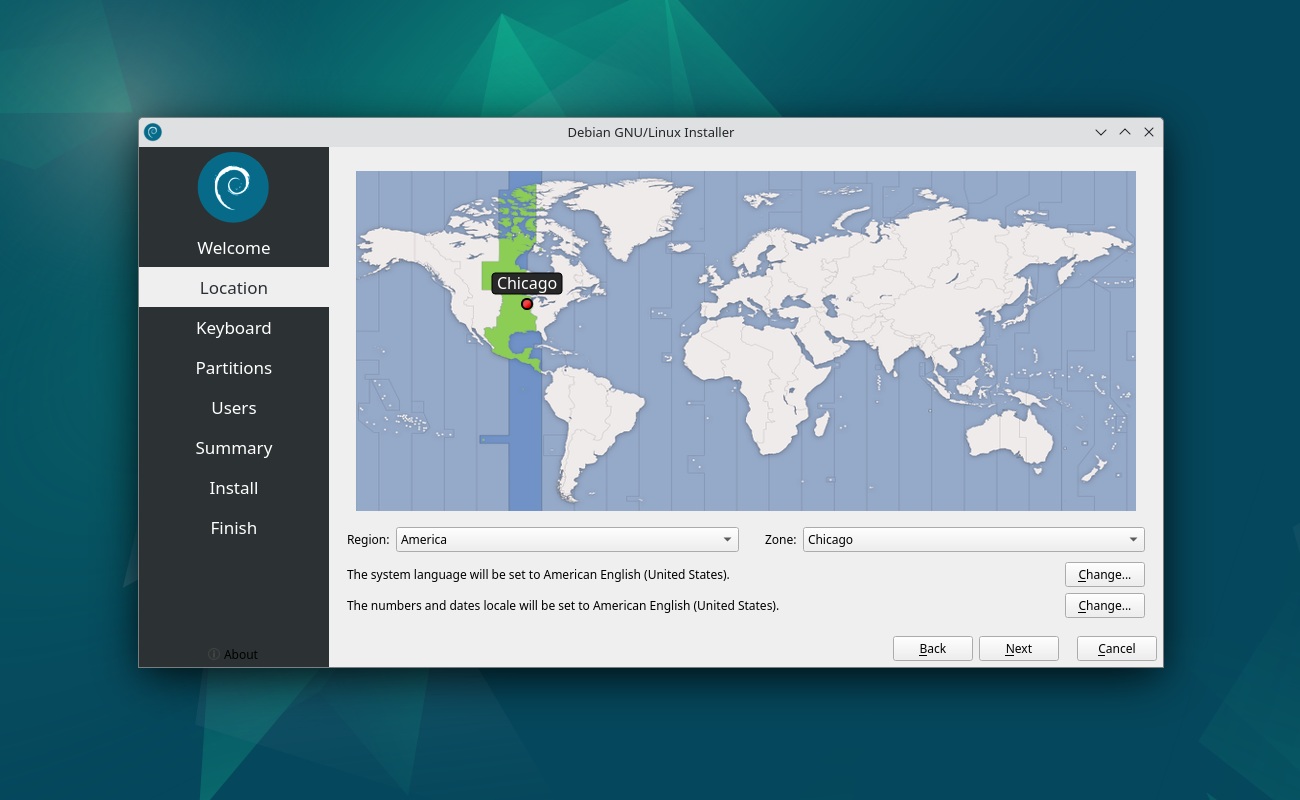 Debian GNU/Linux Installer
Welcome
Location
Keyboard
Partitions
Users
Summary
Install
Finish
About
Chicago
Region: America Zone: Chicago
The system language will be set to American English (United States). Change...
The numbers and dates locale will be set to American English (United States). Change...
Back Next Cancel